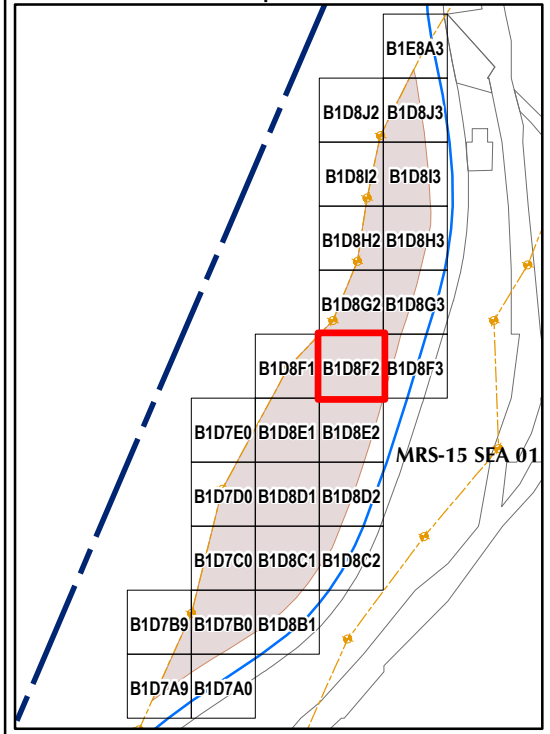 B1E8A3
B1D8J2 B1D8J3
B1D8I2 B1D8I3
B1D8H2 B1D8H3
B1D8G2 B1D8G3
B1D8F1 B1D8F2 B1D8F3
B1D7E0 B1D8E1 B1D8E2
MRS-15 SEA 01
B1D7D0 B1D8D1 B1D8D2
B1D7C0 B1D8C1 B1D8C2
B1D7B9 B1D7B0 B1D8B1
B1D7A9 B1D7A0